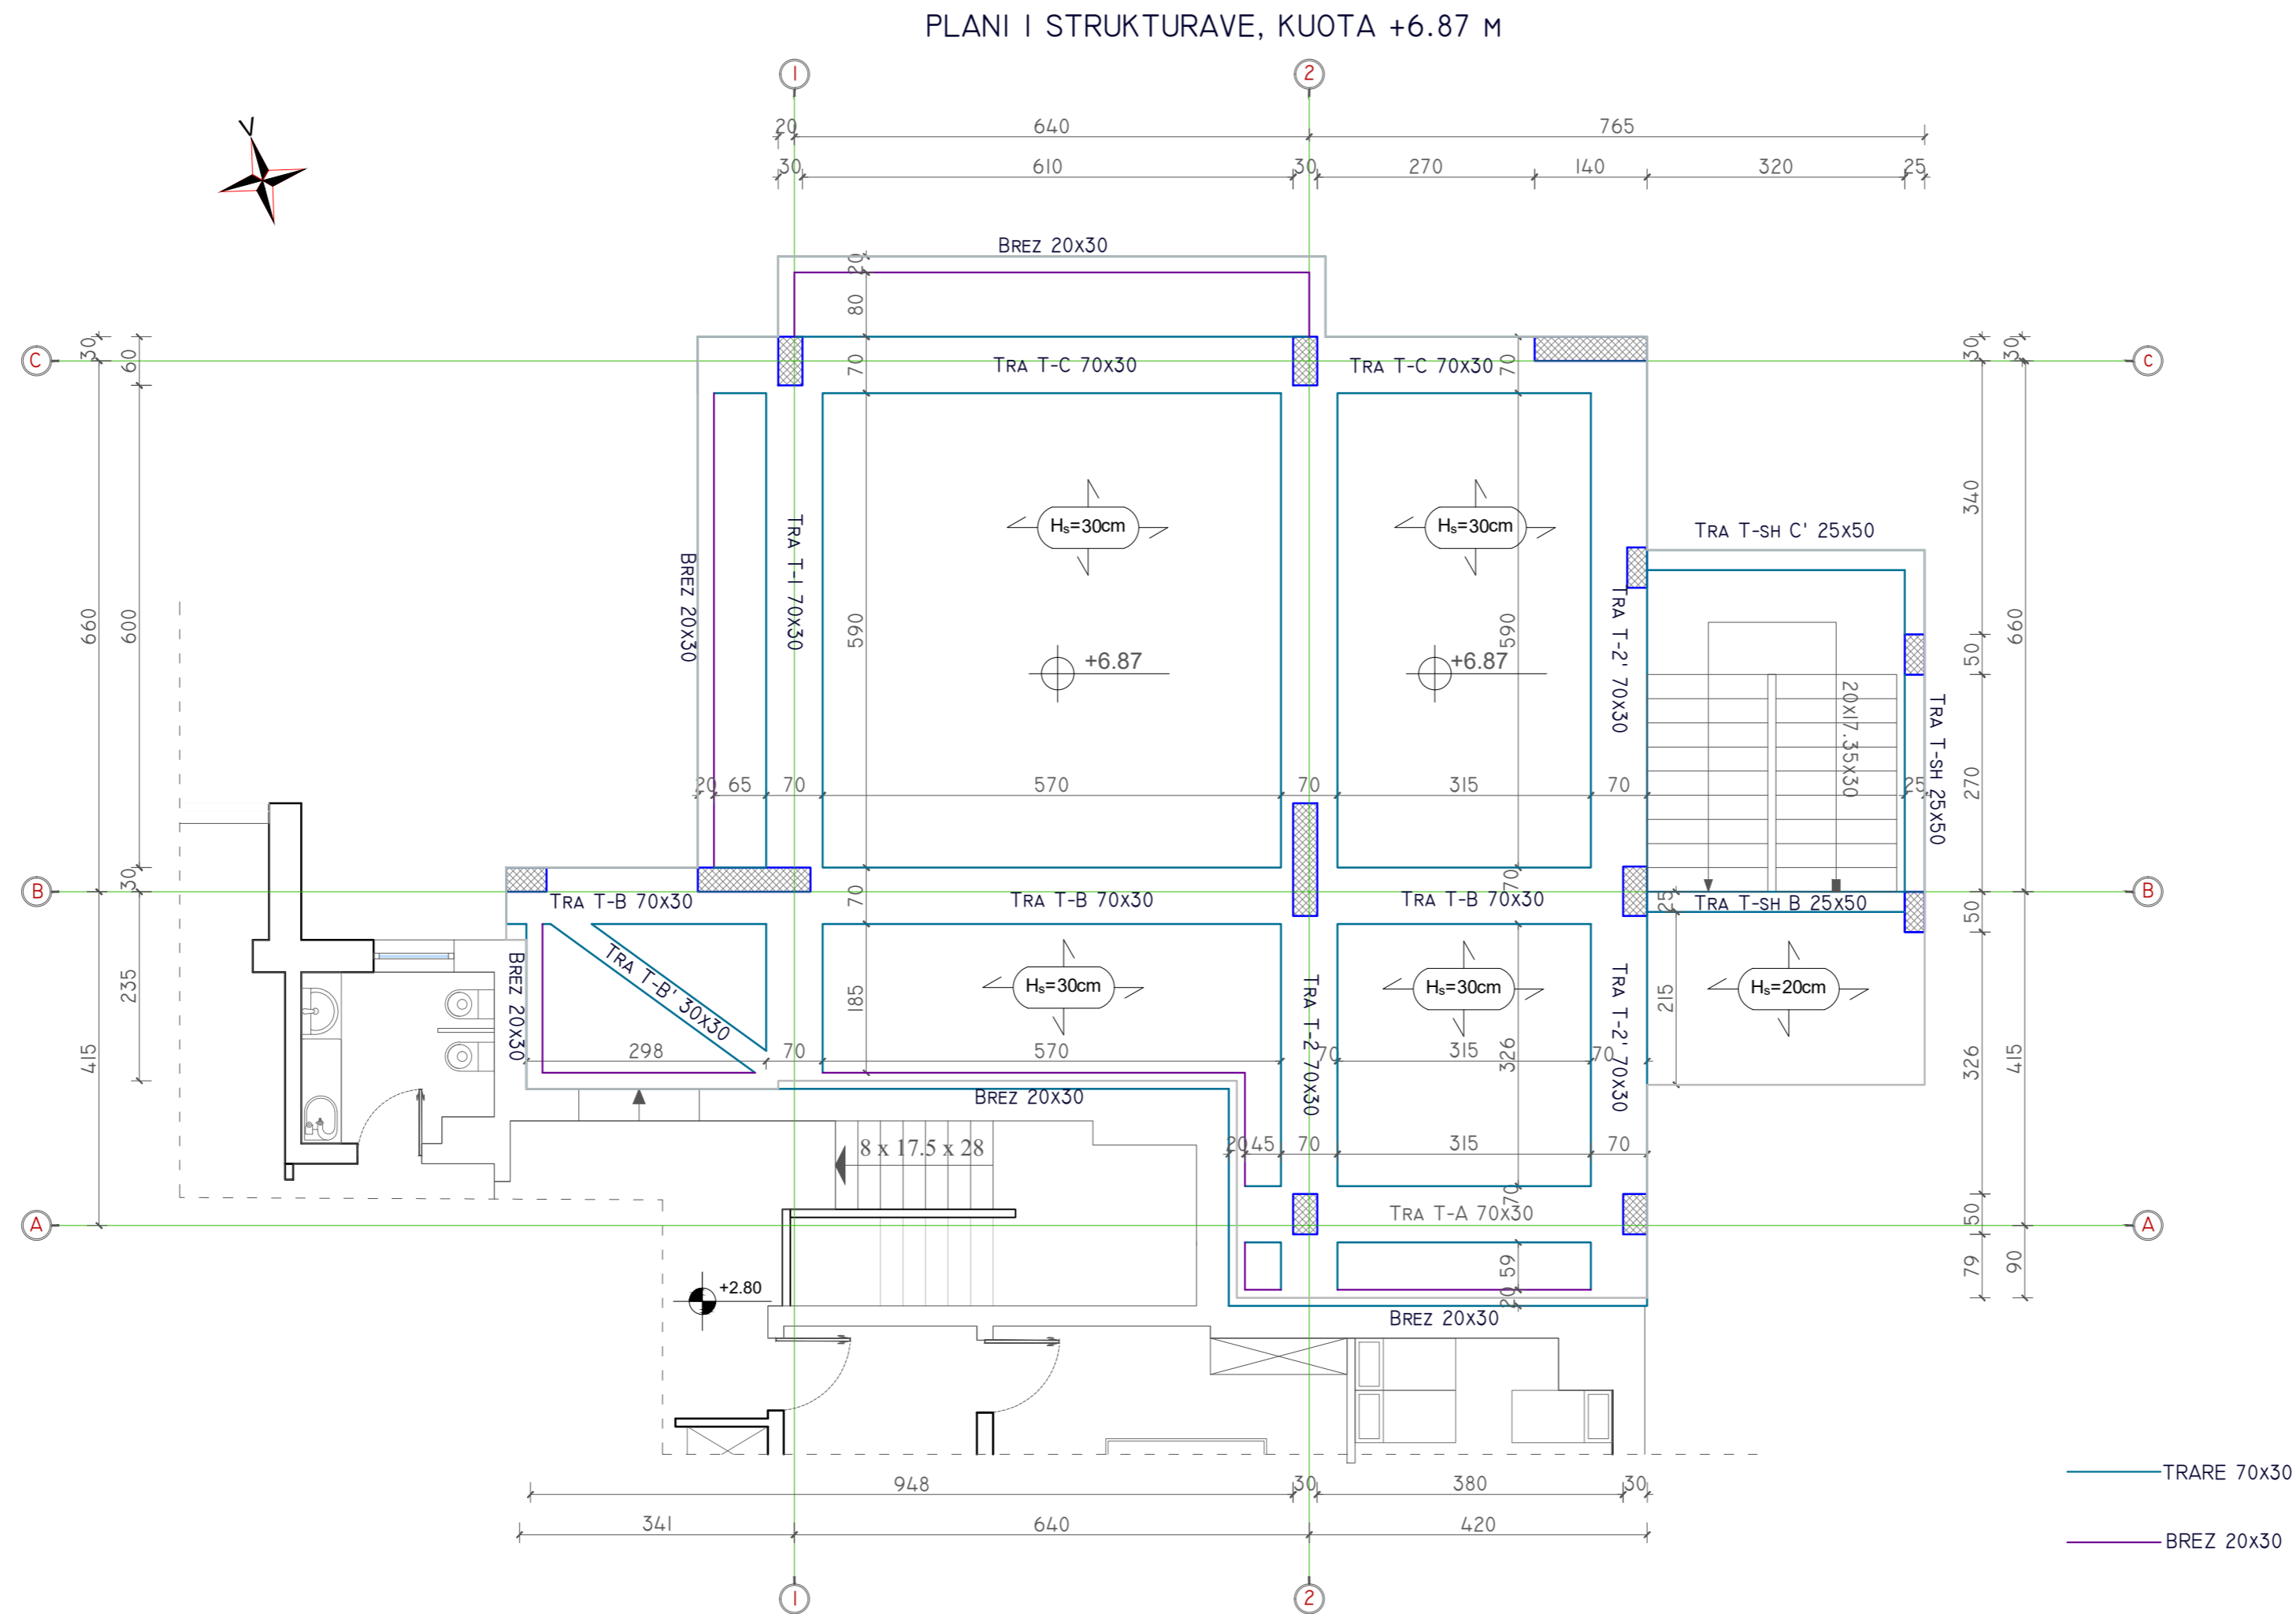 PLANI I STRUKTURAVE, KUOTA +6.87 M
1
2
V
20
640
765
30
610
30
270
140
320
25
BREZ 20X30
20
80
C
30
60
70
TRA T-C 70X30
TRA T-C 70X30
70
30
30
C
Hs=30cm
Hs=30cm
340
TRA T-SH C' 25X50
BREZ 20X30
TRA T-1 70X30
660
600
590
590
TRA T-2' 70X30
50
660
+6.87
+6.87
20X17.35X30
TRA T-SH 25X50
270
20
65
70
570
70
315
70
25
B
30
TRA T-B 70X30
70
TRA T-B 70X30
TRA T-B 70X30
70
25
TRA T-SH B 25X50
50
B
235
BREZ 20X30
TRA T-B' 30X30
185
Hs=30cm
TRA T-2 70X30
Hs=30cm
TRA T-2' 70X30
215
Hs=20cm
415
298
70
570
70
315
326
70
326
415
BREZ 20X30
8 x 17.5 x 28
20
45
70
315
70
A
70
TRA T-A 70X30
50
A
+2.80
59
20
79
90
BREZ 20X30
948
30
380
30
TRARE 70X30
341
640
420
BREZ 20X30
1
2